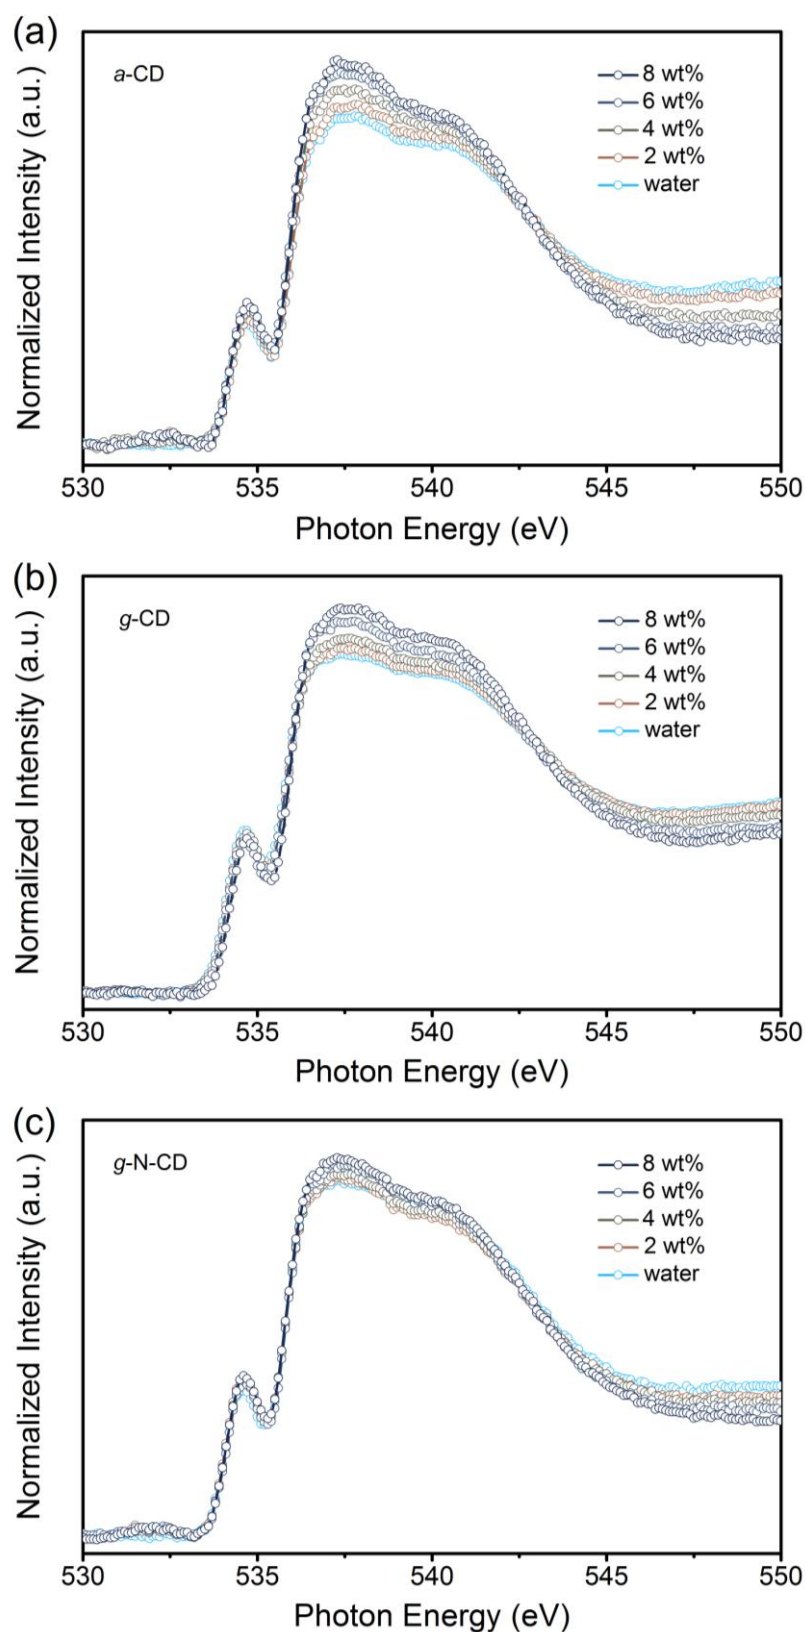 (a)
a-CD
8 wt%
6 wt%
4 wt%
2 wt%
water
Normalized Intensity (a.u.)
530 535 540 545 550
Photon Energy (eV)
(b)
g-CD
8 wt%
6 wt%
4 wt%
2 wt%
water
Normalized Intensity (a.u.)
530 535 540 545 550
Photon Energy (eV)
(c)
g-N-CD
8 wt%
6 wt%
4 wt%
2 wt%
water
Normalized Intensity (a.u.)
530 535 540 545 550
Photon Energy (eV)